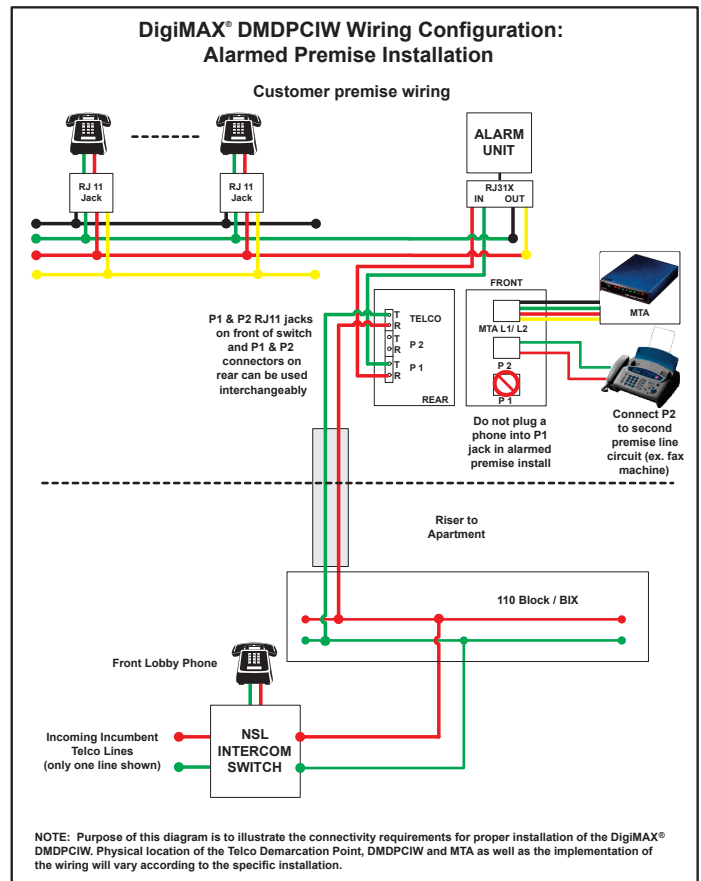 DigiMAX® DMDPCIW Wiring Configuration:
Alarmed Premise Installation
Customer premise wiring
RJ 11
Jack
RJ 11
Jack
ALARM
UNIT
RJ31X
IN OUT
P1 & P2 RJ11 jacks
on front of switch
and P1 & P2
connectors on
rear can be used
interchangeably
T
R
TELCO
T
R
P 2
T
R
P 1
REAR
FRONT
MTA L1/ L2
P 2
P 1
MTA
Do not plug a
phone into P1
jack in alarmed
premise install
Connect P2
to second
premise line
circuit (ex. fax
machine)
Riser to
Apartment
110 Block / BIX
Front Lobby Phone
Incoming Incumbent
Telco Lines
(only one line shown)
NSL
INTERCOM
SWITCH
NOTE: Purpose of this diagram is to illustrate the connectivity requirements for proper installation of the DigiMAX®
DMDPCIW. Physical location of the Telco Demarcation Point, DMDPCIW and MTA as well as the implementation of
the wiring will vary according to the specific installation.